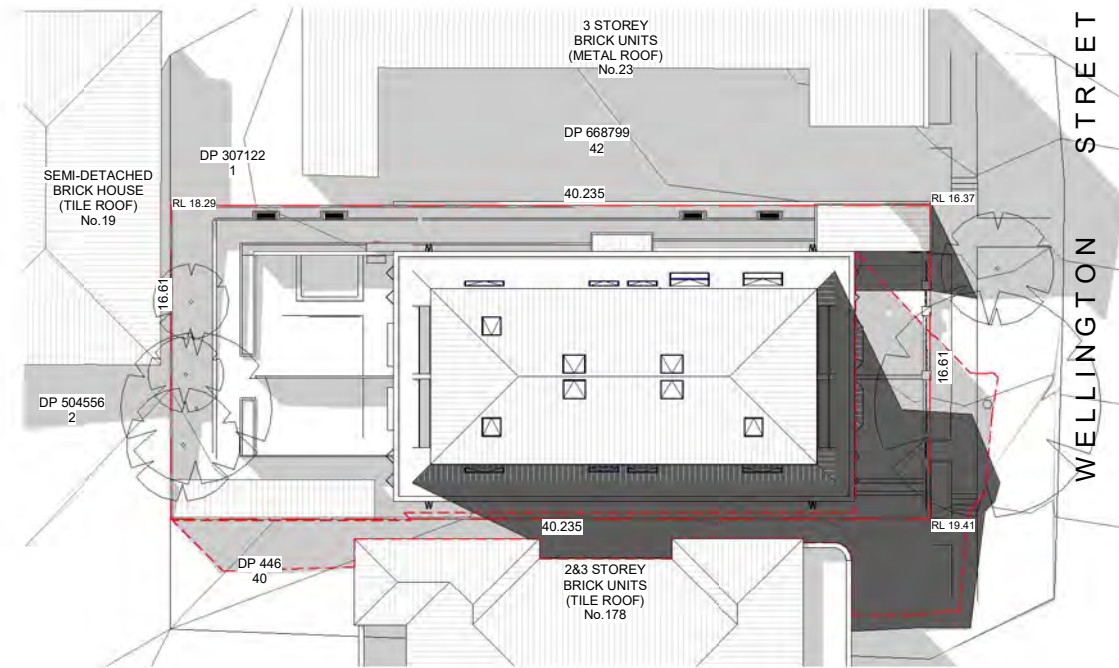 3 STOREY
BRICK UNITS
(METAL ROOF)
No.23
WELLINGTON STREET
DP 668799
42
DP 307122
1
SEMI-DETACHED
BRICK HOUSE
(TILE ROOF)
No.19
RL 18.29
40.235
RL 16.37
W
W
16.61
16.61
DP 504556
2
W
W
40.235
RL 19.41
DP 446
40
2&3 STOREY
BRICK UNITS
(TILE ROOF)
No.178